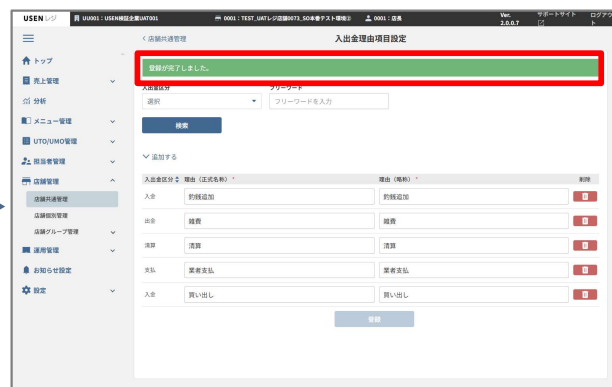 USEN レジ UU001：USEN検証企業UAT001 0001：TEST_UATレジ店舗0073_SO本番テスト環境② 0001：店長 Ver. 2.0.0.7 サポートサイト ログアウト
店舗共通管理 入出金理由項目設定
トップ
登録が完了しました。
売上管理
入出金区分 フリーワード
分析
選択 フリーワードを入力
メニュー管理
検索
UTO/UMO管理
担当者管理
追加する
店舗管理
入出金区分 理由（正式名称）* 理由（略称）* 削除
店舗共通管理
入金 釣銭追加 釣銭追加
店舗個別管理
出金 雑費 雑費
店舗グループ管理
清算 清算
運用管理
お知らせ設定
支払 業者支払 業者支払
設定
入金 買い出し 買い出し
登録